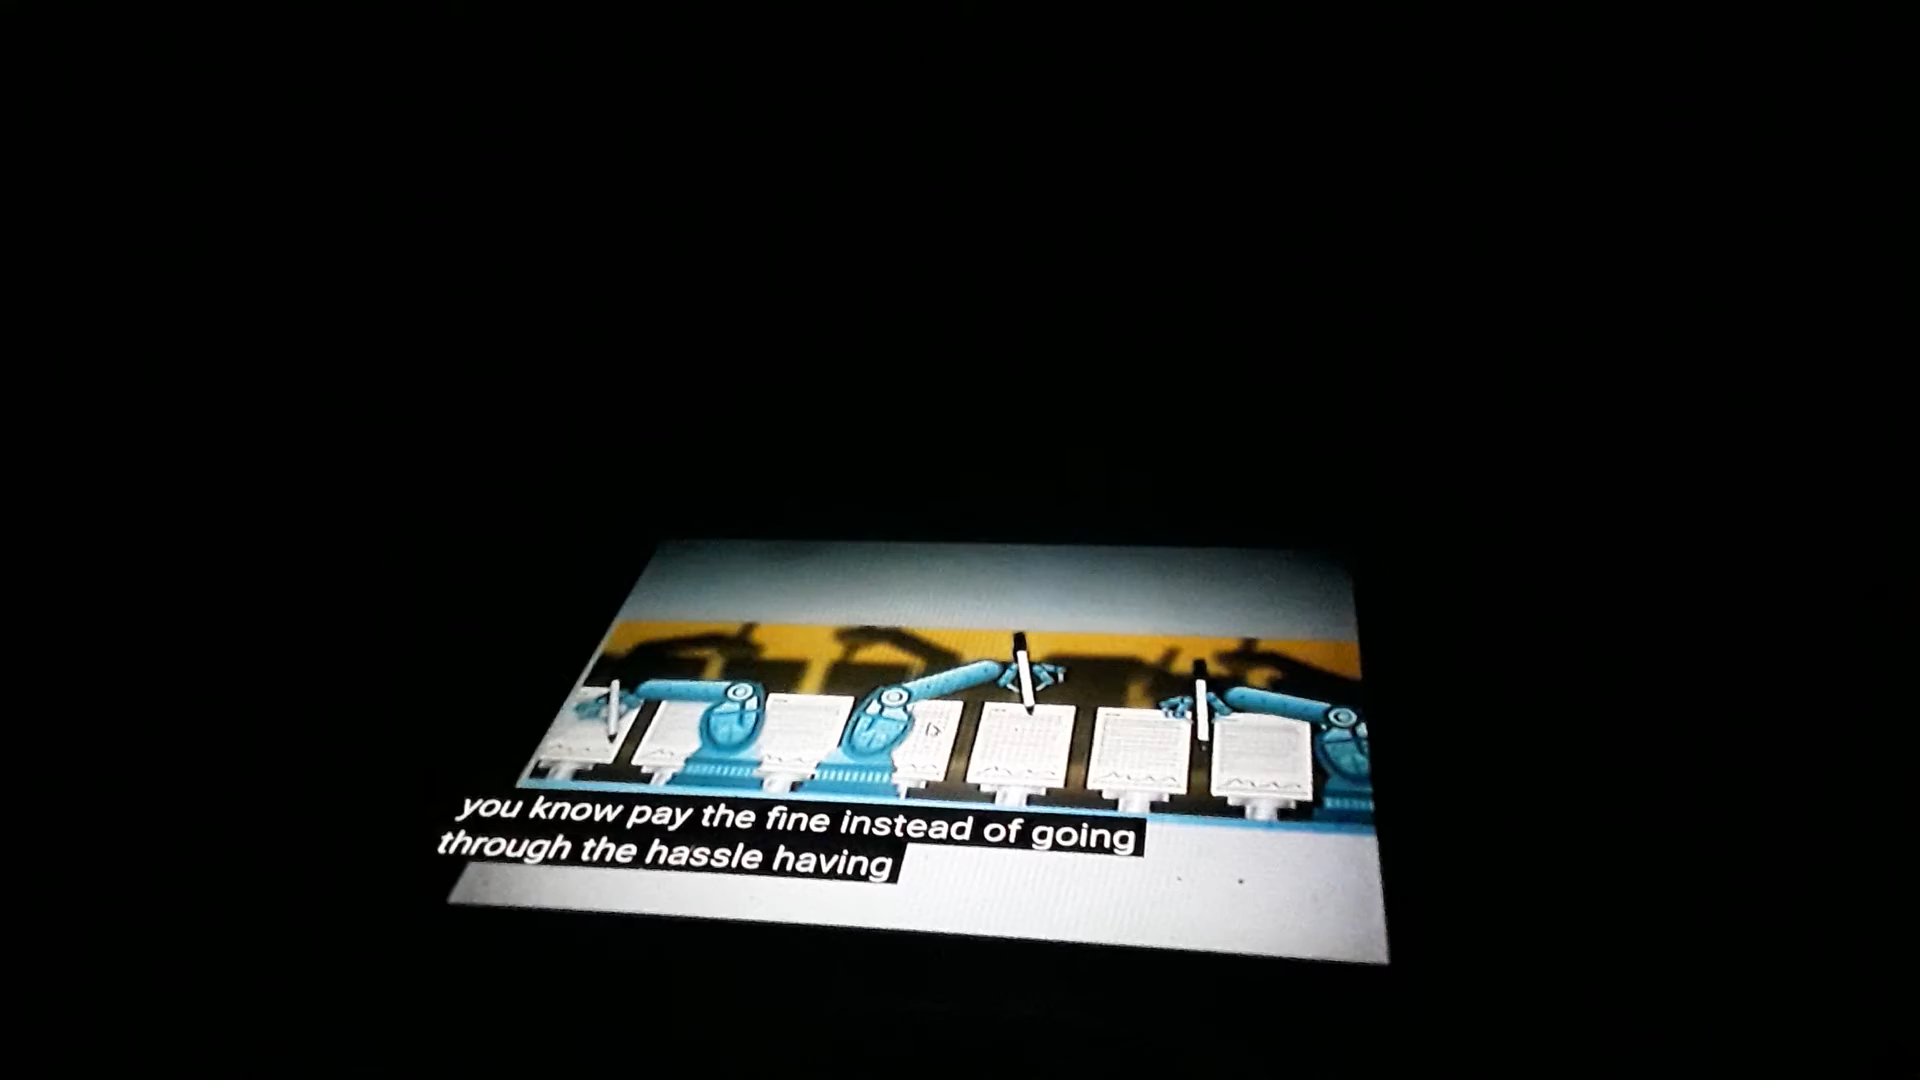 you know pay the fine instead of going
through the hassle having